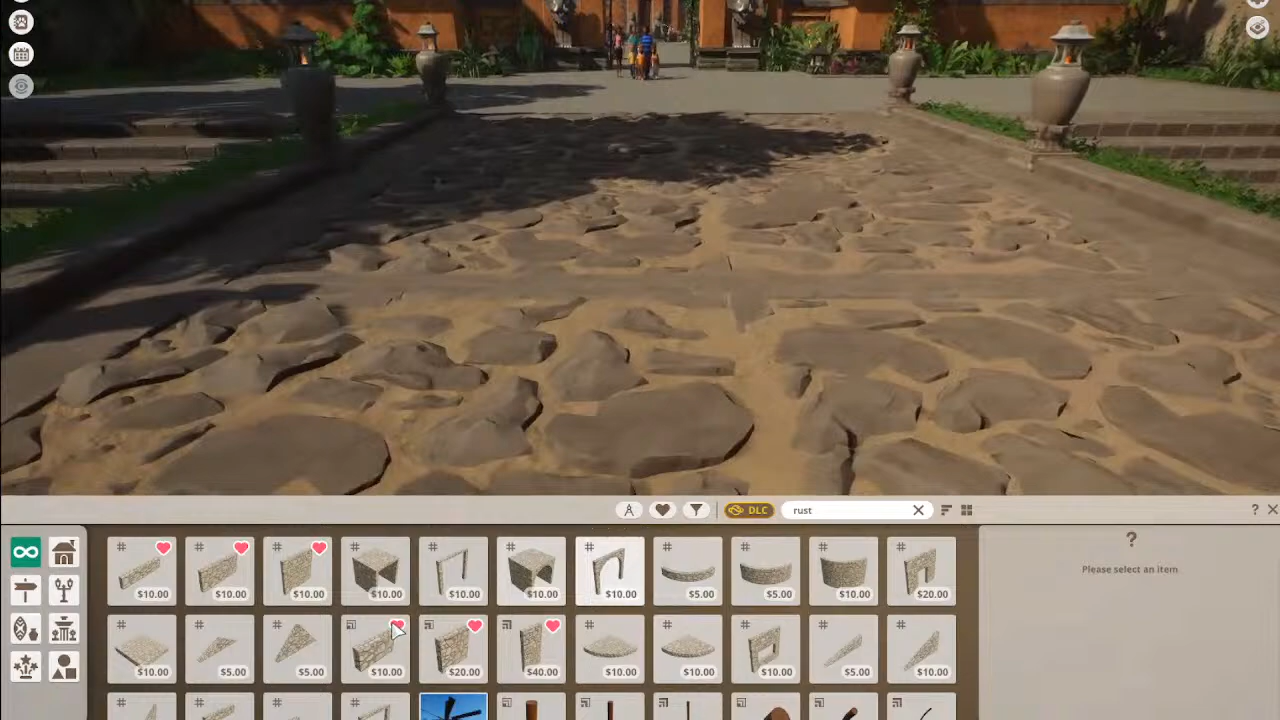 DLC rust ?
$10.00 $10.00 $10.00 $10.00 $10.00 $10.00 $10.00 $5.00 $5.00 $10.00 $20.00
?
Please select an item
$10.00 $5.00 $5.00 $10.00 $20.00 $40.00 $10.00 $10.00 $10.00 $5.00 $10.00